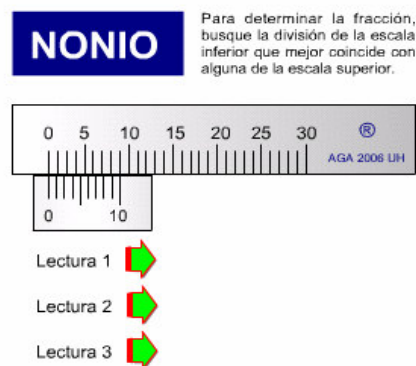 NONIO
Para determinar la fracción,
busque la división de la escala
inferior que mejor coincide con
alguna de la escala superior.
0 5 10 15 20 25 30 ®
AGA 2006 UH
0 10
Lectura 1
Lectura 2
Lectura 3